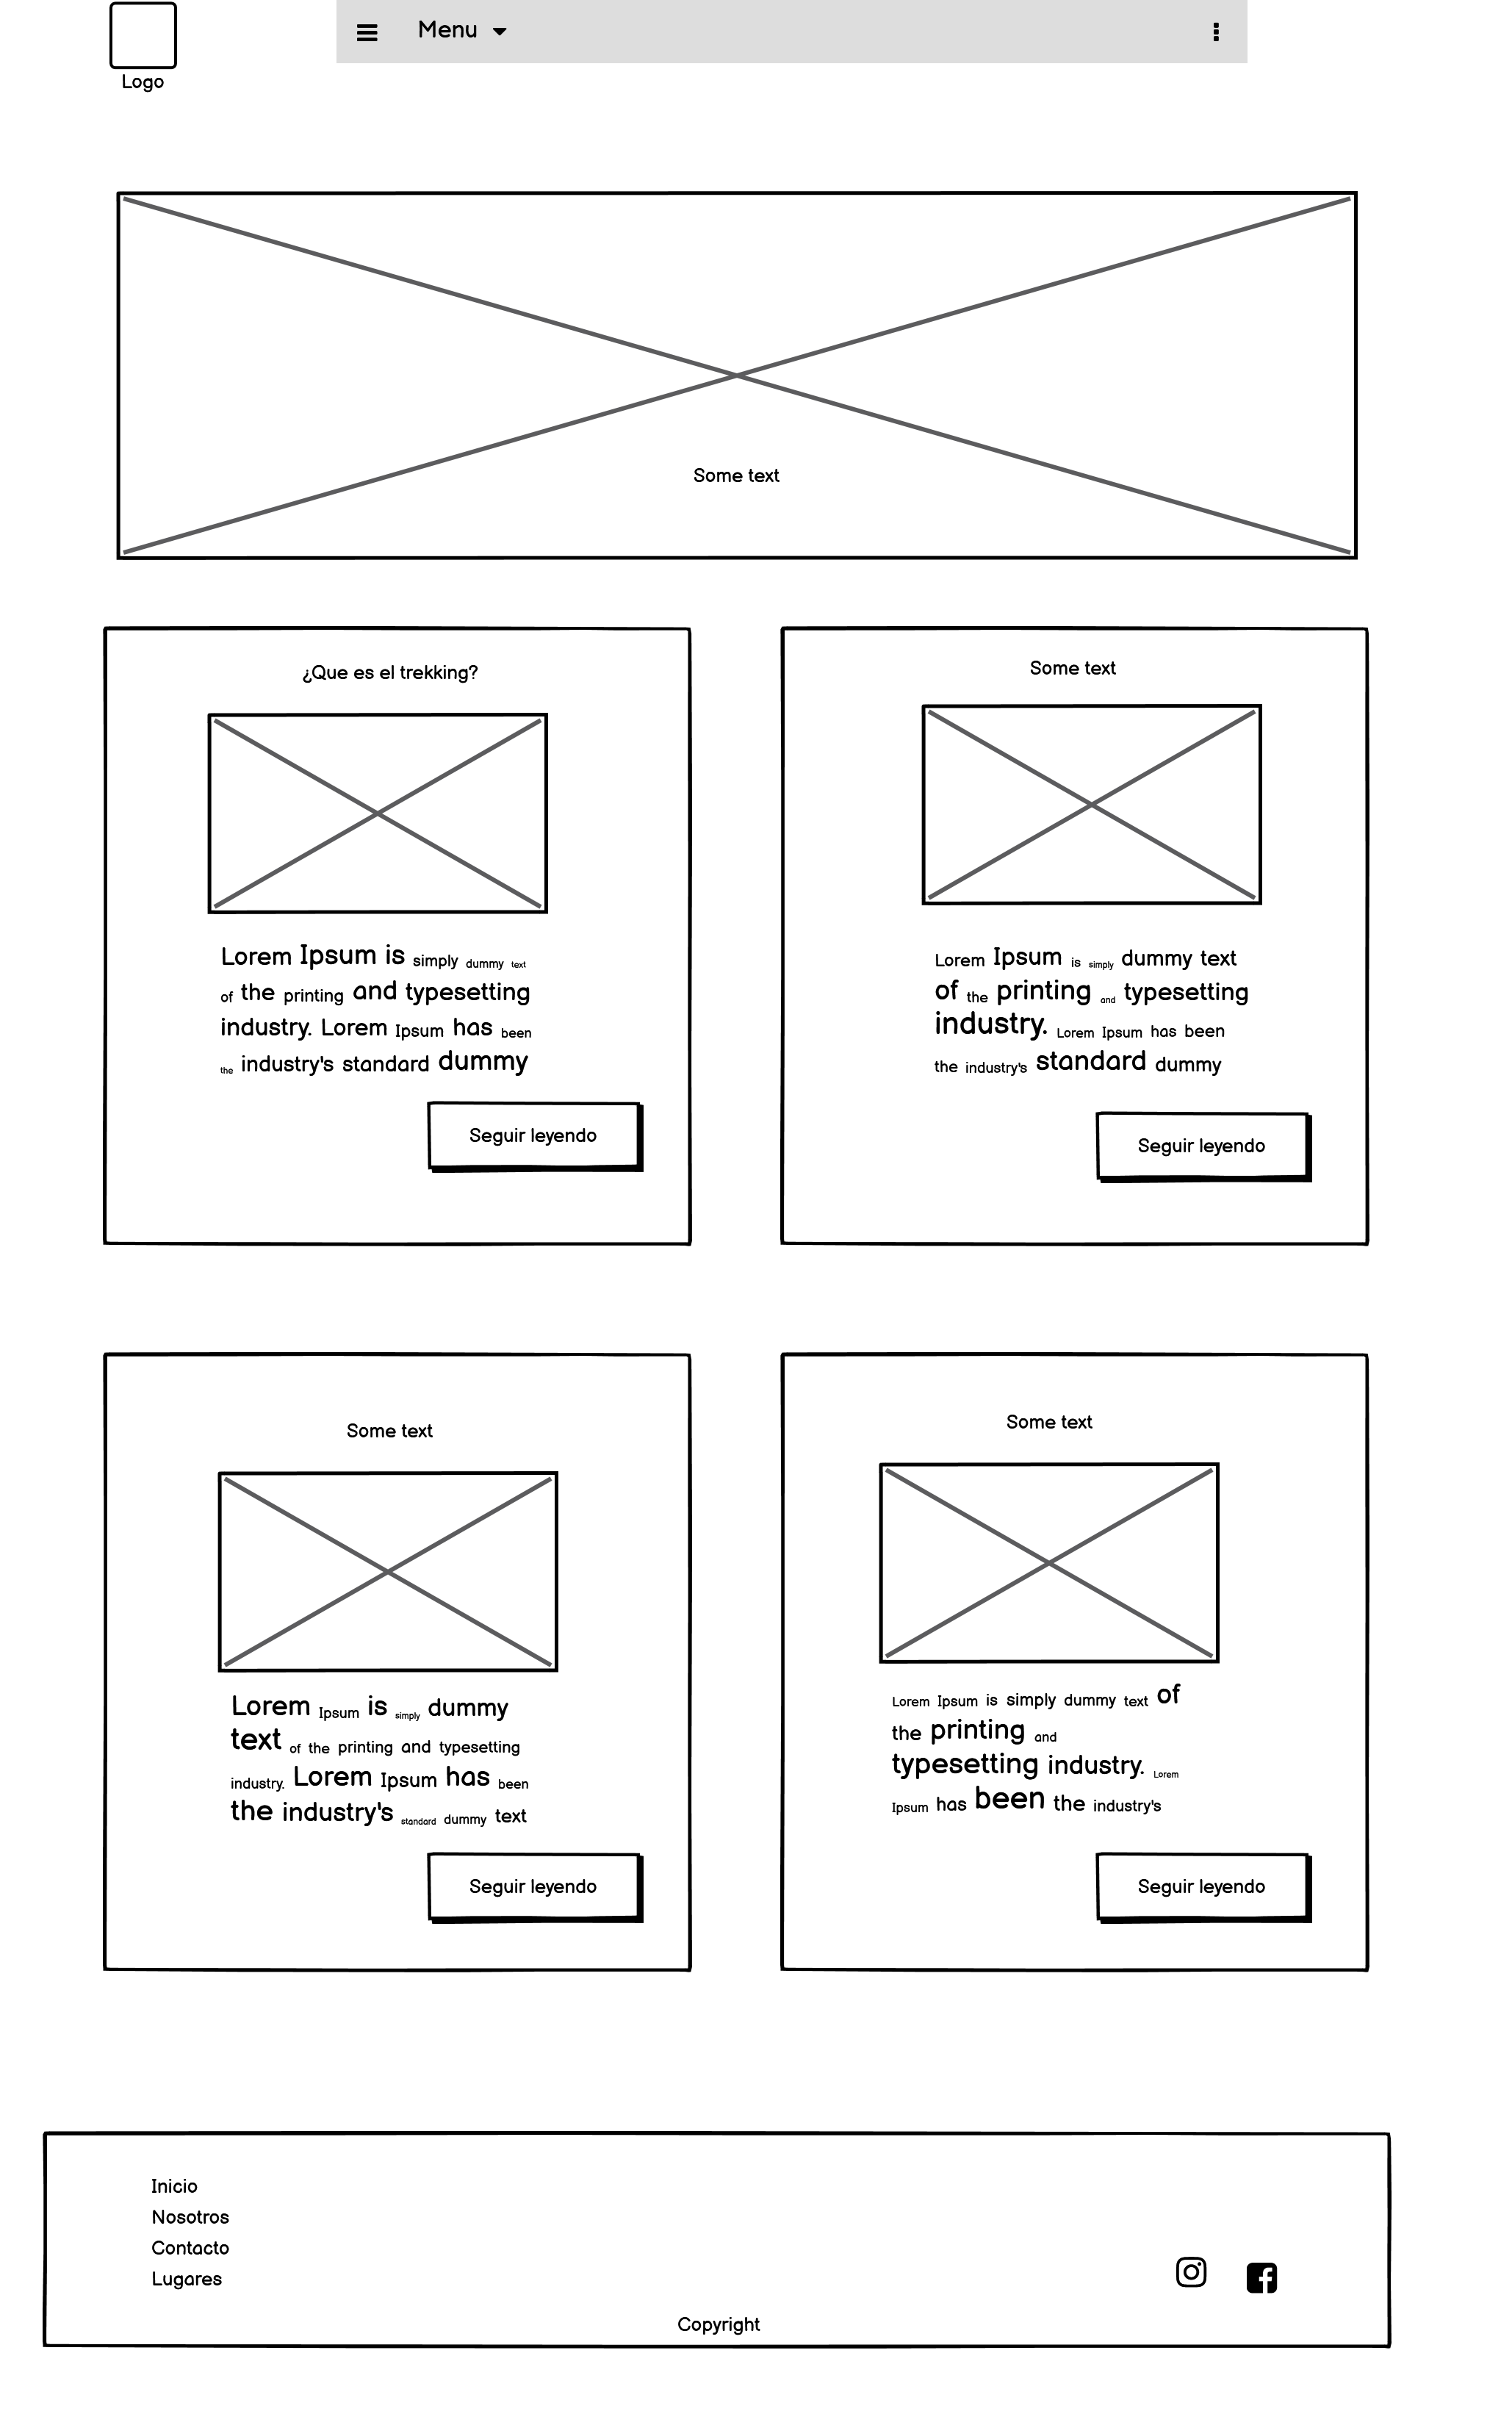 Menu
Logo
Some text
¿Que es el trekking?
Lorem Ipsum is simply dummy text
of the printing and typesetting
industry. Lorem Ipsum has been
the industry's standard dummy
Seguir leyendo
Some text
Lorem Ipsum is simply dummy text
of the printing and typesetting
industry. Lorem Ipsum has been
the industry's standard dummy
Seguir leyendo
Some text
Lorem Ipsum is simply dummy
text of the printing and typesetting
industry. Lorem Ipsum has been
the industry's standard dummy text
Seguir leyendo
Some text
Lorem Ipsum is simply dummy text of
the printing and
typesetting industry. Lorem
Ipsum has been the industry's
Seguir leyendo
Inicio
Nosotros
Contacto
Lugares
Copyright